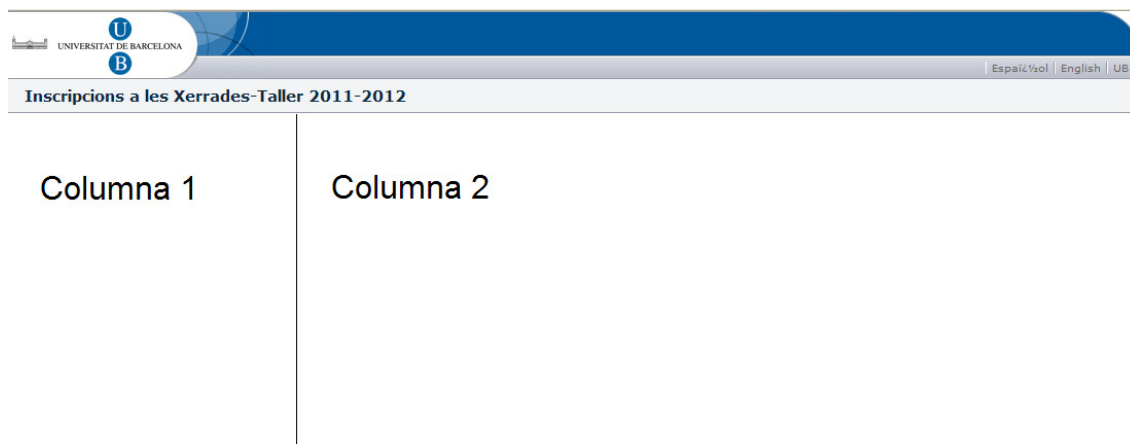 U
UNIVERSITAT DE BARCELONA
B
Espaï¿½ol English UB
Inscripcions a les Xerrades-Taller 2011-2012
Columna 1
Columna 2